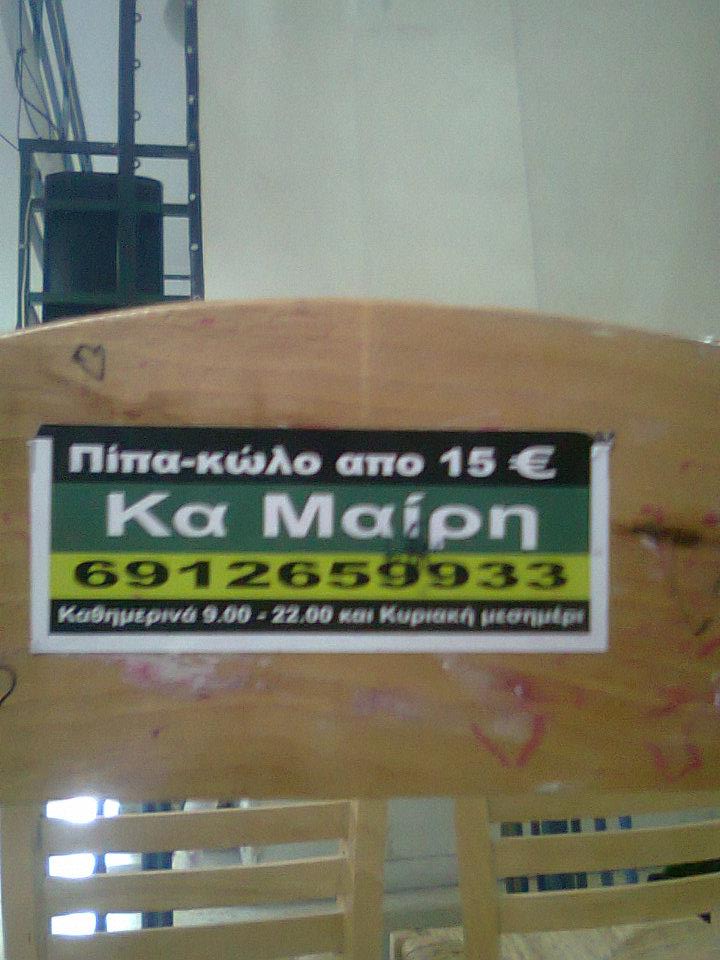 Πίπα-κώλο απο 15 €
Κα Μαίρη
6912659933
Καθημερινά 9.00 - 22.00 και Κυριακή μεσημέρι